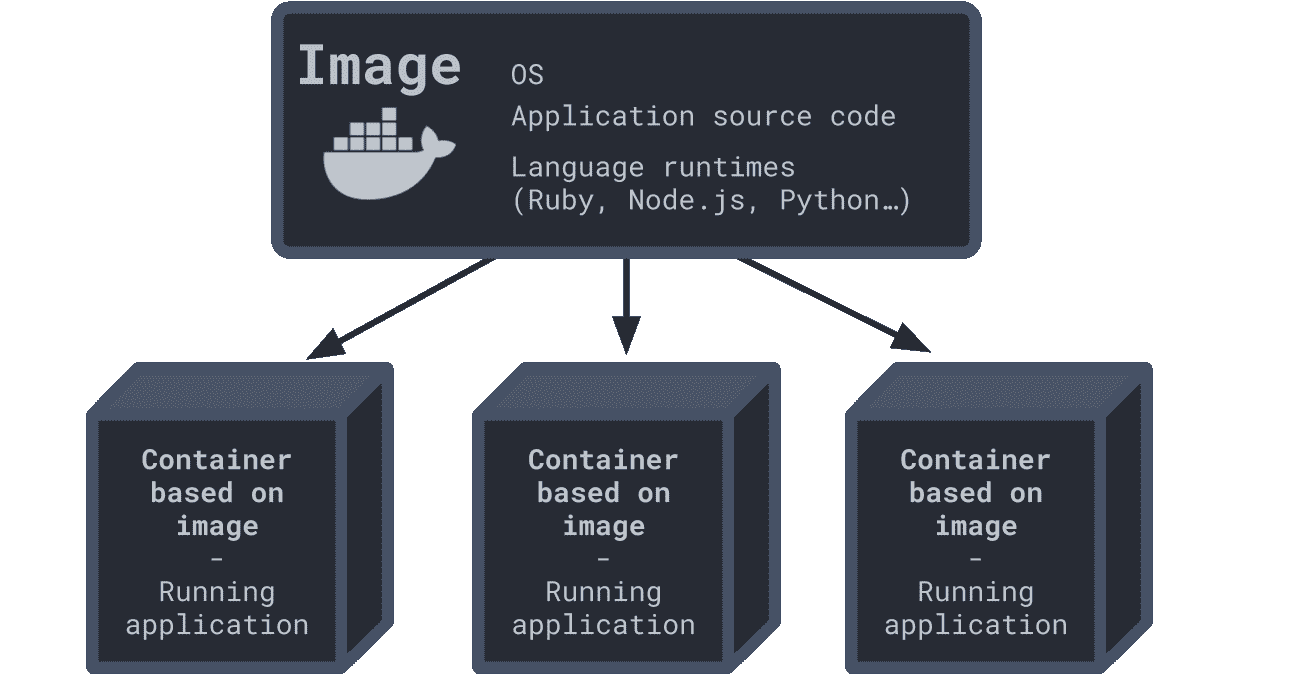 Image
OS
Application source code
Language runtimes
(Ruby, Node.js, Python…)
Container
based on
image
–
Running
application
Container
based on
image
–
Running
application
Container
based on
image
–
Running
application